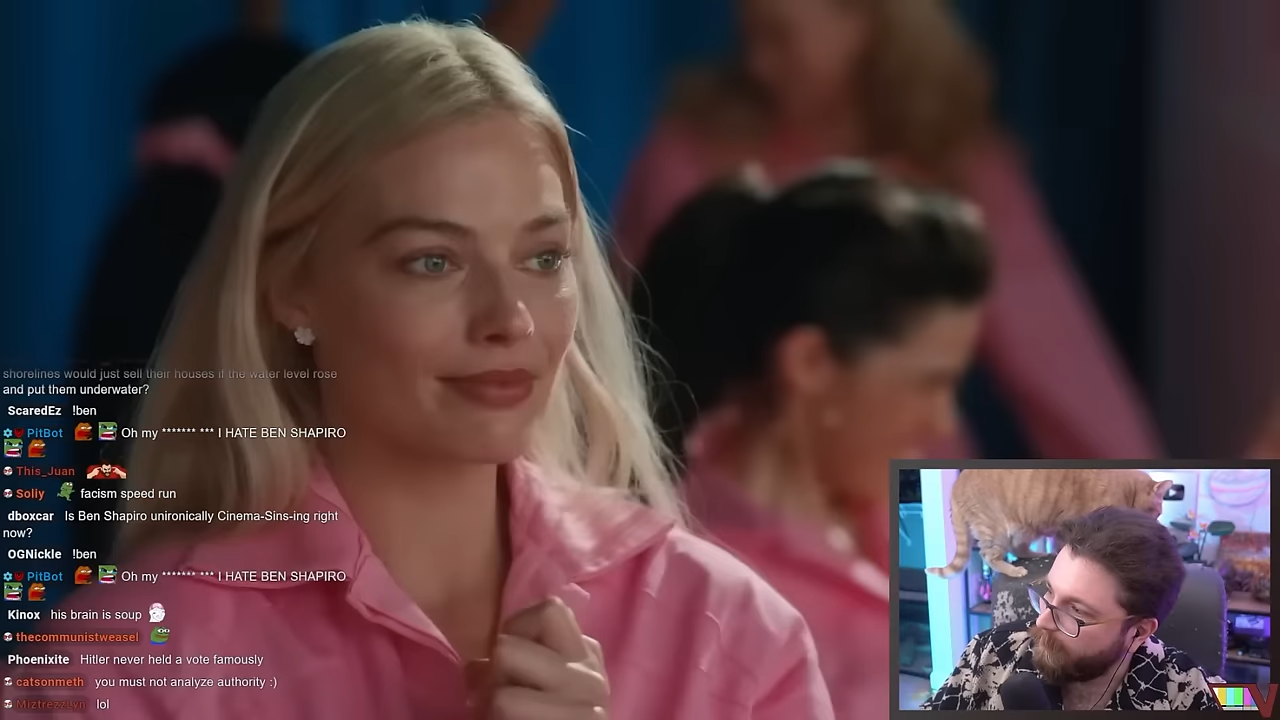 shorelines would just sell their houses if the water level rose
and put them underwater?
ScaredEz !ben
PitBot Oh my ******* *** I HATE BEN SHAPIRO
This_Juan
Soliy facism speed run
dboxcar Is Ben Shapiro unironically Cinema-Sins-ing right
now?
OGNickle !ben
PitBot Oh my ******* *** I HATE BEN SHAPIRO
Kinox his brain is soup
thecommunistweasel
Phoenixite Hitler never held a vote famously
catsonmeth you must not analyze authority :)
lol
TV